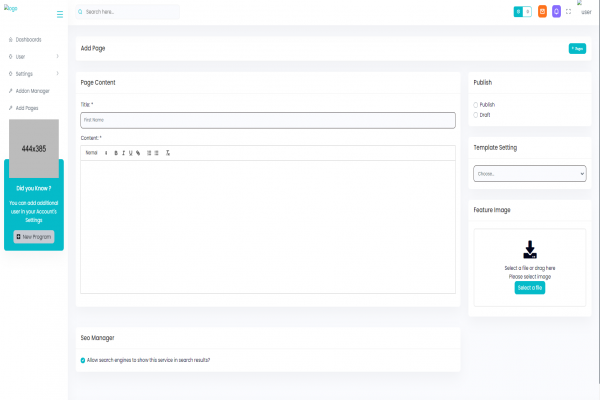 logo
Search here...
user
Dashboards
User
Settings
Addon Manager
Add Pages
444x385
Did you Know ?
You can add additional
user in your Account's
Settings
New Program
Add Page
+ Pages
Page Content
Title: *
First Name
Content: *
Normal
Seo Manager
Allow search engines to show this service in search results?
Publish
Publish
Draft
Template Setting
Choose...
Feature Image
Select a file or drag here
Please select image
Select a file